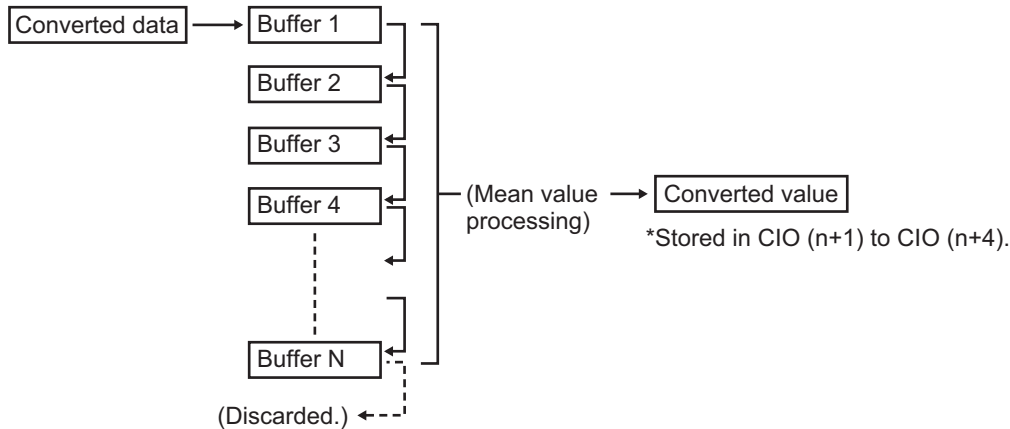 Converted data
Buffer 1
Buffer 2
Buffer 3
Buffer 4
(Mean value
processing)
Converted value
*Stored in CIO (n+1) to CIO (n+4).
Buffer N
(Discarded.)